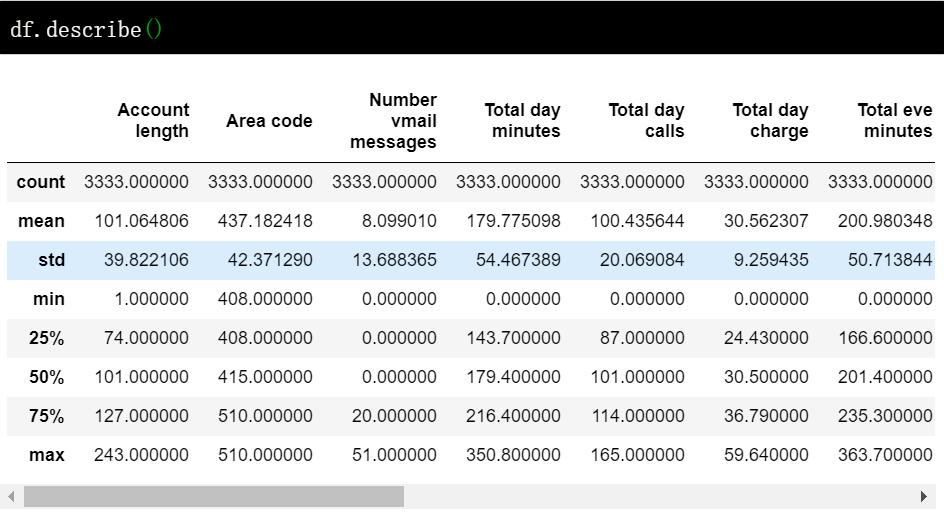 df.describe()
Account length Area code Number vmail messages Total day minutes Total day calls Total day charge Total eve minutes
count 3333.000000 3333.000000 3333.000000 3333.000000 3333.000000 3333.000000 3333.000000
mean 101.064806 437.182418 8.099010 179.775098 100.435644 30.562307 200.980348
std 39.822106 42.371290 13.688365 54.467389 20.069084 9.259435 50.713844
min 1.000000 408.000000 0.000000 0.000000 0.000000 0.000000 0.000000
25% 74.000000 408.000000 0.000000 143.700000 87.000000 24.430000 166.600000
50% 101.000000 415.000000 0.000000 179.400000 101.000000 30.500000 201.400000
75% 127.000000 510.000000 20.000000 216.400000 114.000000 36.790000 235.300000
max 243.000000 510.000000 51.000000 350.800000 165.000000 59.640000 363.700000